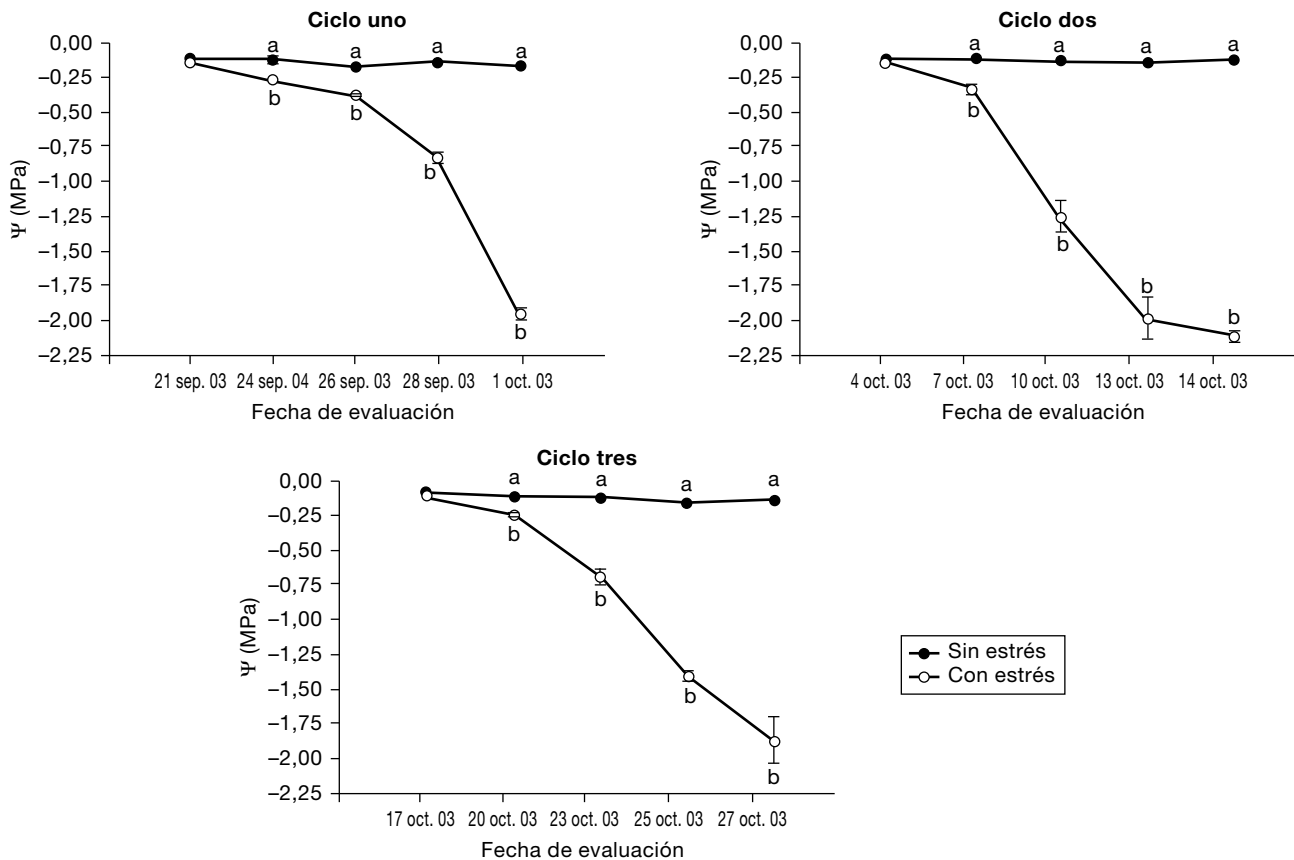 Ciclo uno
0,00
–0,25
–0,50
–0,75
–1,00
–1,25
–1,50
–1,75
–2,00
–2,25
Ψ (MPa)
a a a a
b b b b
21 sep. 03 24 sep. 04 26 sep. 03 28 sep. 03 1 oct. 03
Fecha de evaluación
Ciclo dos
0,00
–0,25
–0,50
–0,75
–1,00
–1,25
–1,50
–1,75
–2,00
–2,25
Ψ (MPa)
a a a a
b b b b
4 oct. 03 7 oct. 03 10 oct. 03 13 oct. 03 14 oct. 03
Fecha de evaluación
Ciclo tres
0,00
–0,25
–0,50
–0,75
–1,00
–1,25
–1,50
–1,75
–2,00
–2,25
Ψ (MPa)
a a a a
b b b b
17 oct. 03 20 oct. 03 23 oct. 03 25 oct. 03 27 oct. 03
Fecha de evaluación
Sin estrés
Con estrés